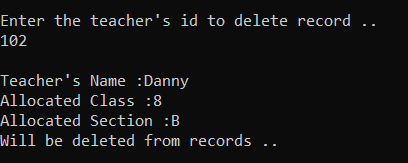 Enter the teacher's id to delete record ..
102
Teacher's Name :Danny
Allocated Class :8
Allocated Section :B
Will be deleted from records ..